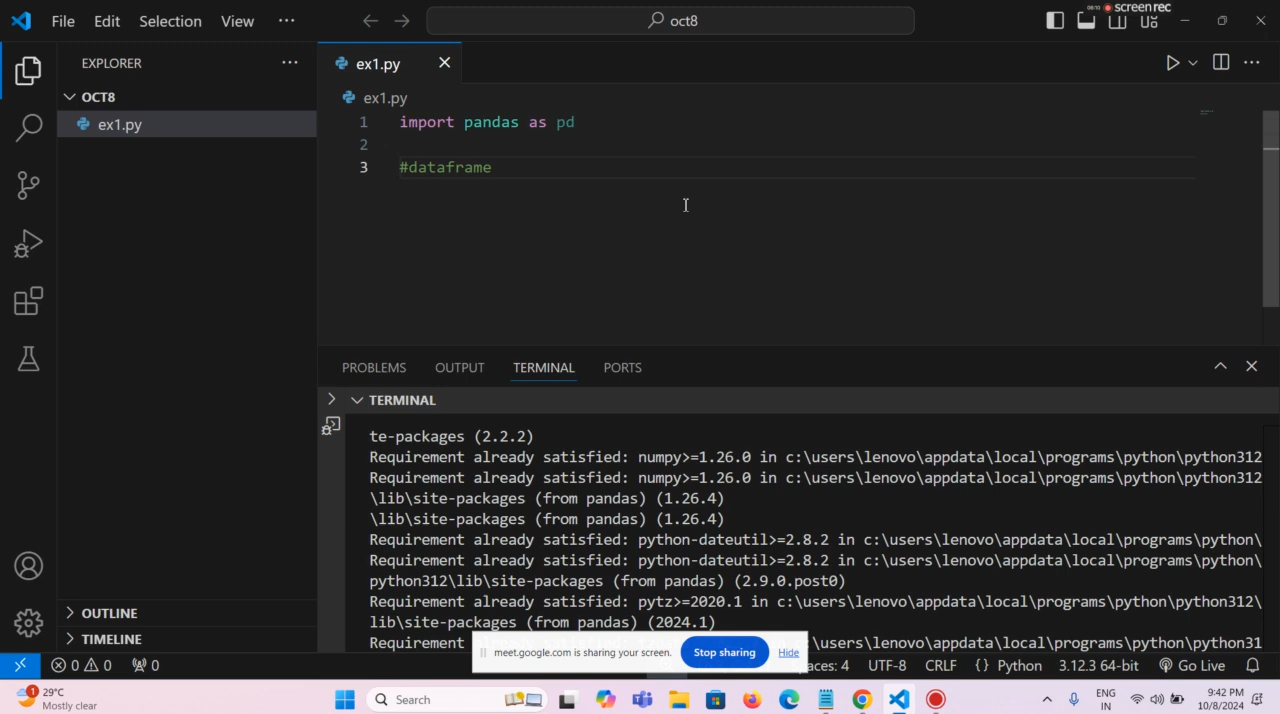 File Edit Selection View ··· oct8 06:10 screenrec
EXPLORER ··· ex1.py
OCT8 ex1.py
ex1.py
1 import pandas as pd
2
3 #dataframe
PROBLEMS OUTPUT TERMINAL PORTS
TERMINAL
te-packages (2.2.2)
Requirement already satisfied: numpy>=1.26.0 in c:\users\lenovo\appdata\local\programs\python\python312
Requirement already satisfied: numpy>=1.26.0 in c:\users\lenovo\appdata\local\programs\python\python312
\lib\site-packages (from pandas) (1.26.4)
\lib\site-packages (from pandas) (1.26.4)
Requirement already satisfied: python-dateutil>=2.8.2 in c:\users\lenovo\appdata\local\programs\python\
Requirement already satisfied: python-dateutil>=2.8.2 in c:\users\lenovo\appdata\local\programs\python\
python312\lib\site-packages (from pandas) (2.9.0.post0)
Requirement already satisfied: pytz>=2020.1 in c:\users\lenovo\appdata\local\programs\python\python312\
lib\site-packages (from pandas) (2024.1)
Requirement :\users\lenovo\appdata\local\programs\python\python31
OUTLINE
TIMELINE
meet.google.com is sharing your screen. Stop sharing Hide
0 0 0 aces: 4 UTF-8 CRLF {} Python 3.12.3 64-bit Go Live
1 29°C
Mostly clear
Search
ENG
IN
9:42 PM
10/8/2024